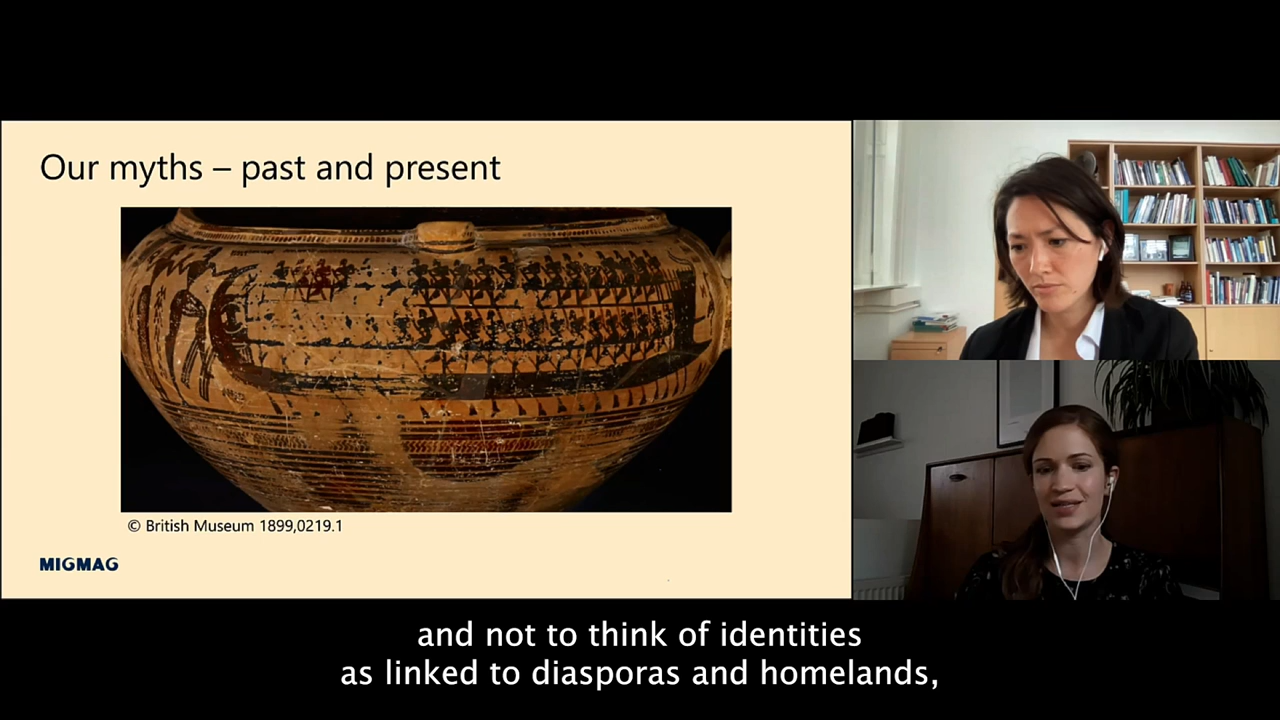 Our myths – past and present
© British Museum 1899,0219.1
MIGMAG
and not to think of identities
as linked to diasporas and homelands,